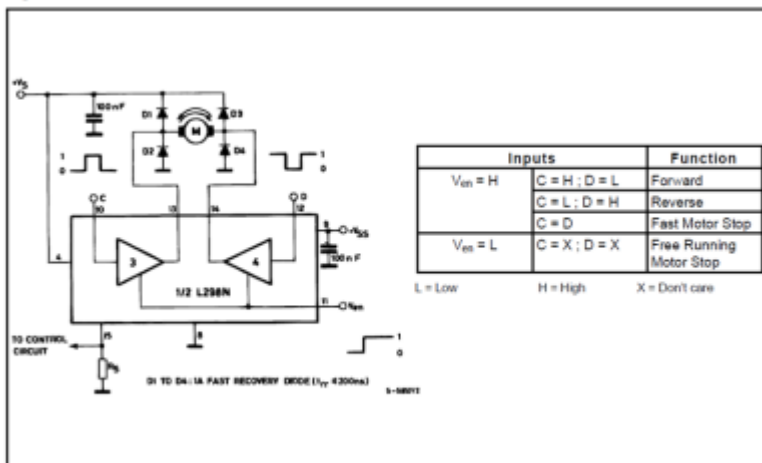 +Vs
100nF
D1
D3
M
D2
D4
1
0
1
0
C
D
10
13
14
12
9
+VSS
100nF
4
3
4
1/2 L298N
11
Ven
15
8
TO CONTROL
CIRCUIT
RS
1
0
D1 TO D4 : 1A FAST RECOVERY DIODE (trr ≤ 200ns)
Inputs Function
Ven = H C = H ; D = L Forward
C = L ; D = H Reverse
C = D Fast Motor Stop
Ven = L C = X ; D = X Free Running
Motor Stop
L = Low H = High X = Don't care